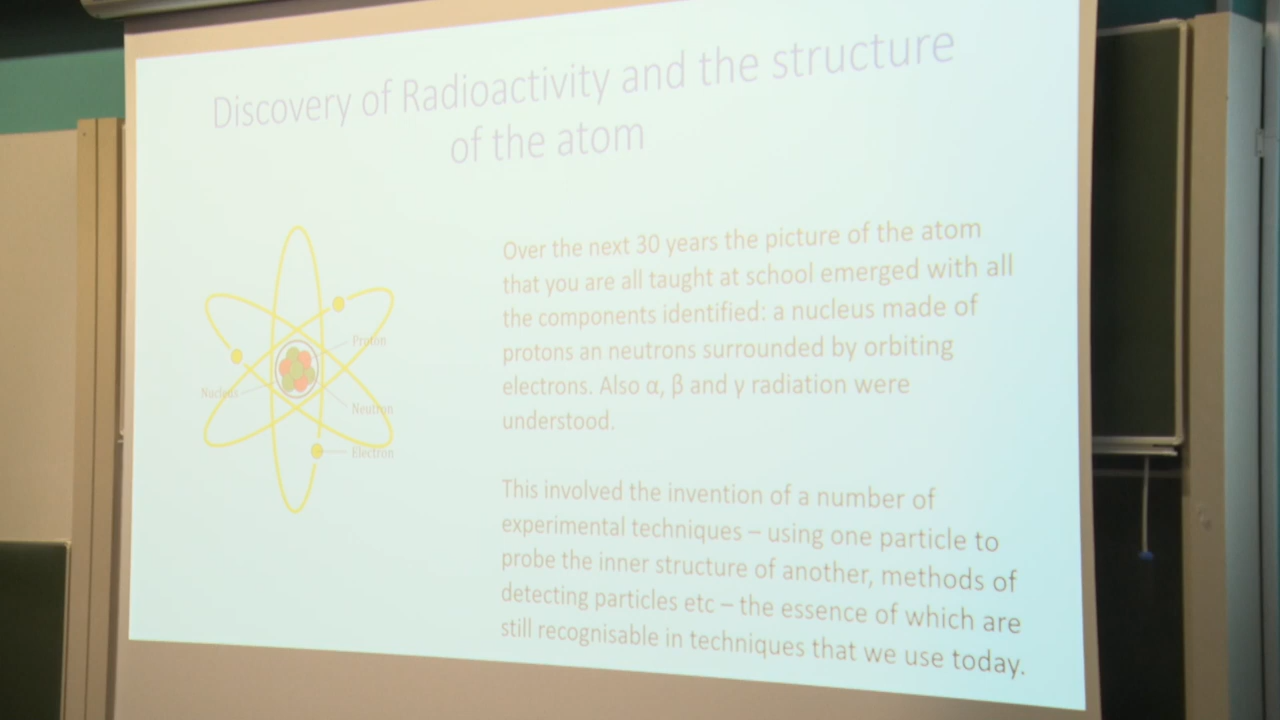 Discovery of Radioactivity and the structure
of the atom
Proton
Nucleus
Neutron
Electron
Over the next 30 years the picture of the atom
that you are all taught at school emerged with all
the components identified: a nucleus made of
protons an neutrons surrounded by orbiting
electrons. Also α, β and γ radiation were
understood.
This involved the invention of a number of
experimental techniques – using one particle to
probe the inner structure of another, methods of
detecting particles etc – the essence of which are
still recognisable in techniques that we use today.